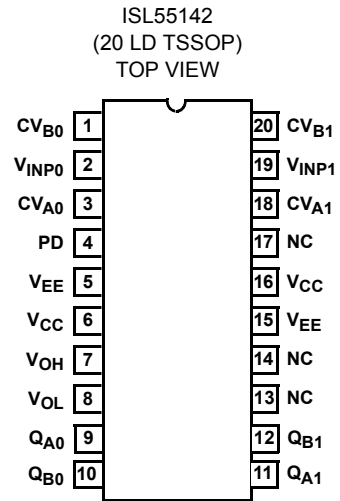 ISL55142
(20 LD TSSOP)
TOP VIEW
CVB0 1 20 CVB1
VINP0 2 19 VINP1
CVA0 3 18 CVA1
PD 4 17 NC
VEE 5 16 VCC
VCC 6 15 VEE
VOH 7 14 NC
VOL 8 13 NC
QA0 9 12 QB1
QB0 10 11 QA1